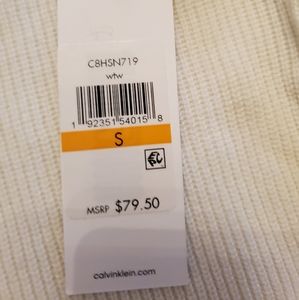 C8HSN719
wtw
1 92351 54015 8
S
MSRP $79.50
calvinklein.com